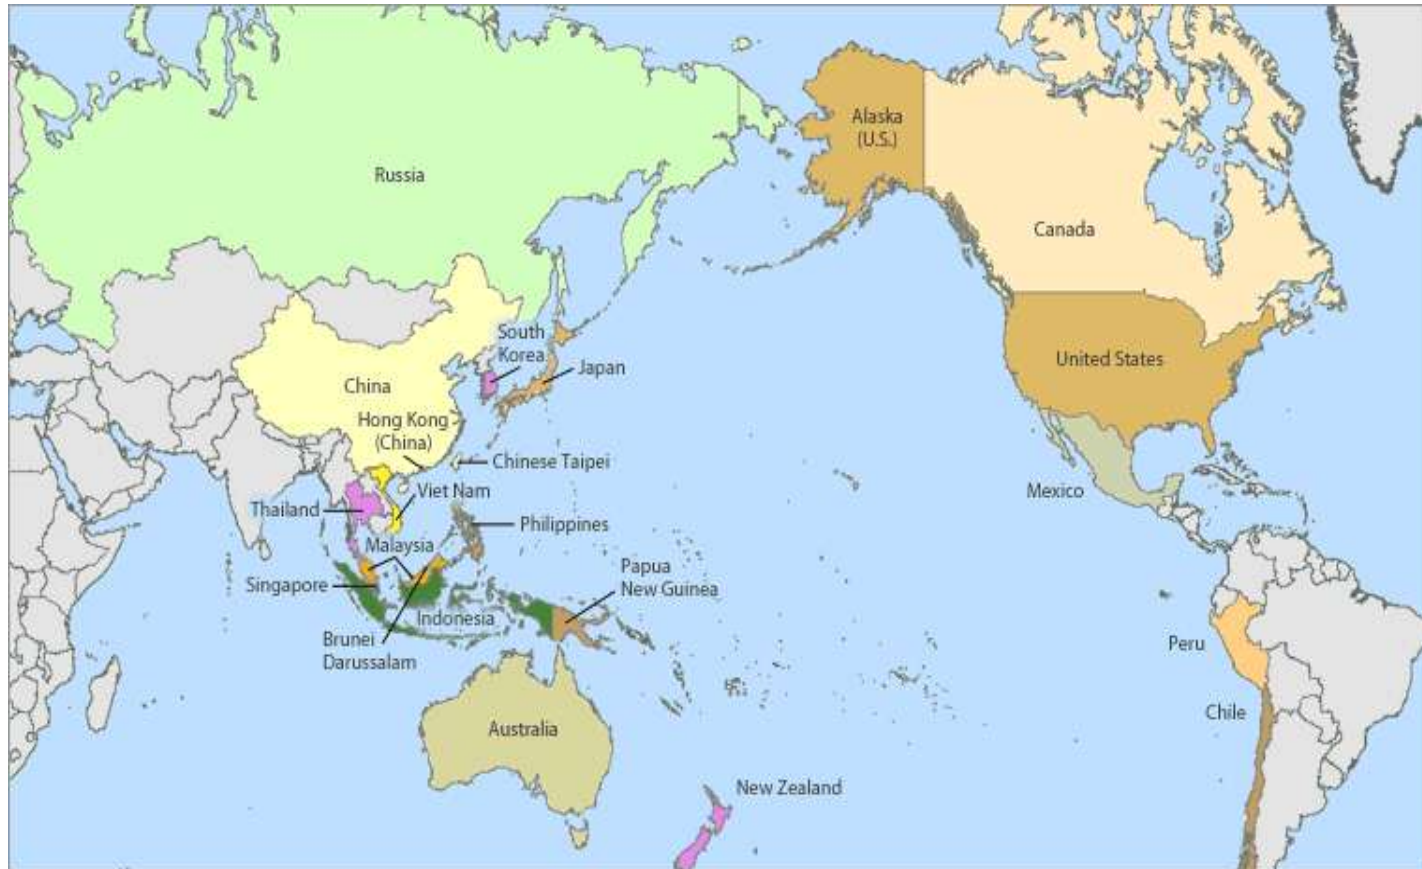 Alaska
(U.S.)
Russia
Canada
South
Korea
United States
Japan
China
Hong Kong
(China)
Chinese Taipei
Viet Nam
Mexico
Thailand
Philippines
Malaysia
Papua
New Guinea
Singapore
Indonesia
Brunei
Darussalam
Peru
Chile
Australia
New Zealand